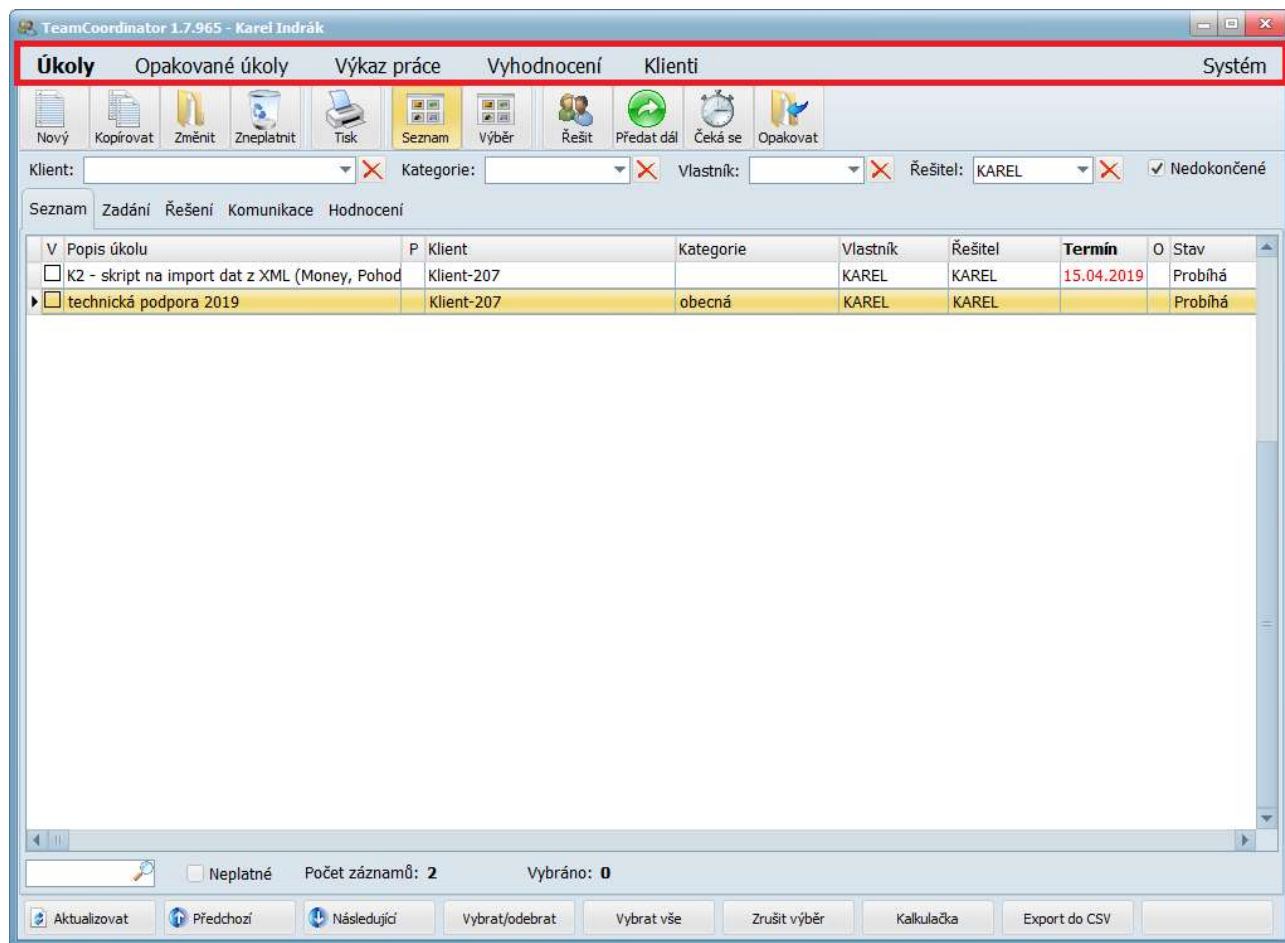 TeamCoordinator 1.7.965 - Karel Indrák
Úkoly Opakované úkoly Výkaz práce Vyhodnocení Klienti Systém
Nový Kopírovat Změnit Zneplatnit Tisk Seznam Výběr Řešit Předat dál Čeká se Opakovat
Klient: Kategorie: Vlastník: Řešitel: KAREL Nedokončené
Seznam Zadání Řešení Komunikace Hodnocení
V Popis úkolu P Klient Kategorie Vlastník Řešitel Termín O Stav
K2 - skript na import dat z XML (Money, Pohod Klient-207 KAREL KAREL 15.04.2019 Probíhá
technická podpora 2019 Klient-207 obecná KAREL KAREL Probíhá
Neplatné Počet záznamů: 2 Vybráno: 0
Aktualizovat Předchozí Následující Vybrat/odebrat Vybrat vše Zrušit výběr Kalkulačka Export do CSV